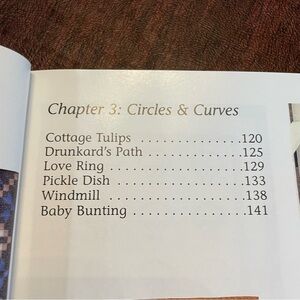 Chapter 3: Circles & Curves
Cottage Tulips . . . . . . . . . . . . . .120
Drunkard's Path . . . . . . . . . . . . .125
Love Ring . . . . . . . . . . . . . . . . . .129
Pickle Dish . . . . . . . . . . . . . . . . .133
Windmill . . . . . . . . . . . . . . . . . . .138
Baby Bunting . . . . . . . . . . . . . . .141